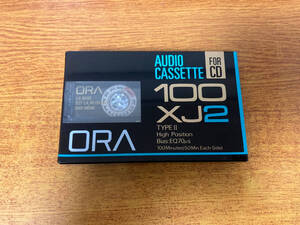 AUDIO
CASSETTE
FOR
CD
ORA
100
XJ2
ORA
TYPE II
High Position
Bias:EQ70μs
100Minutes(50Min.Each Side)